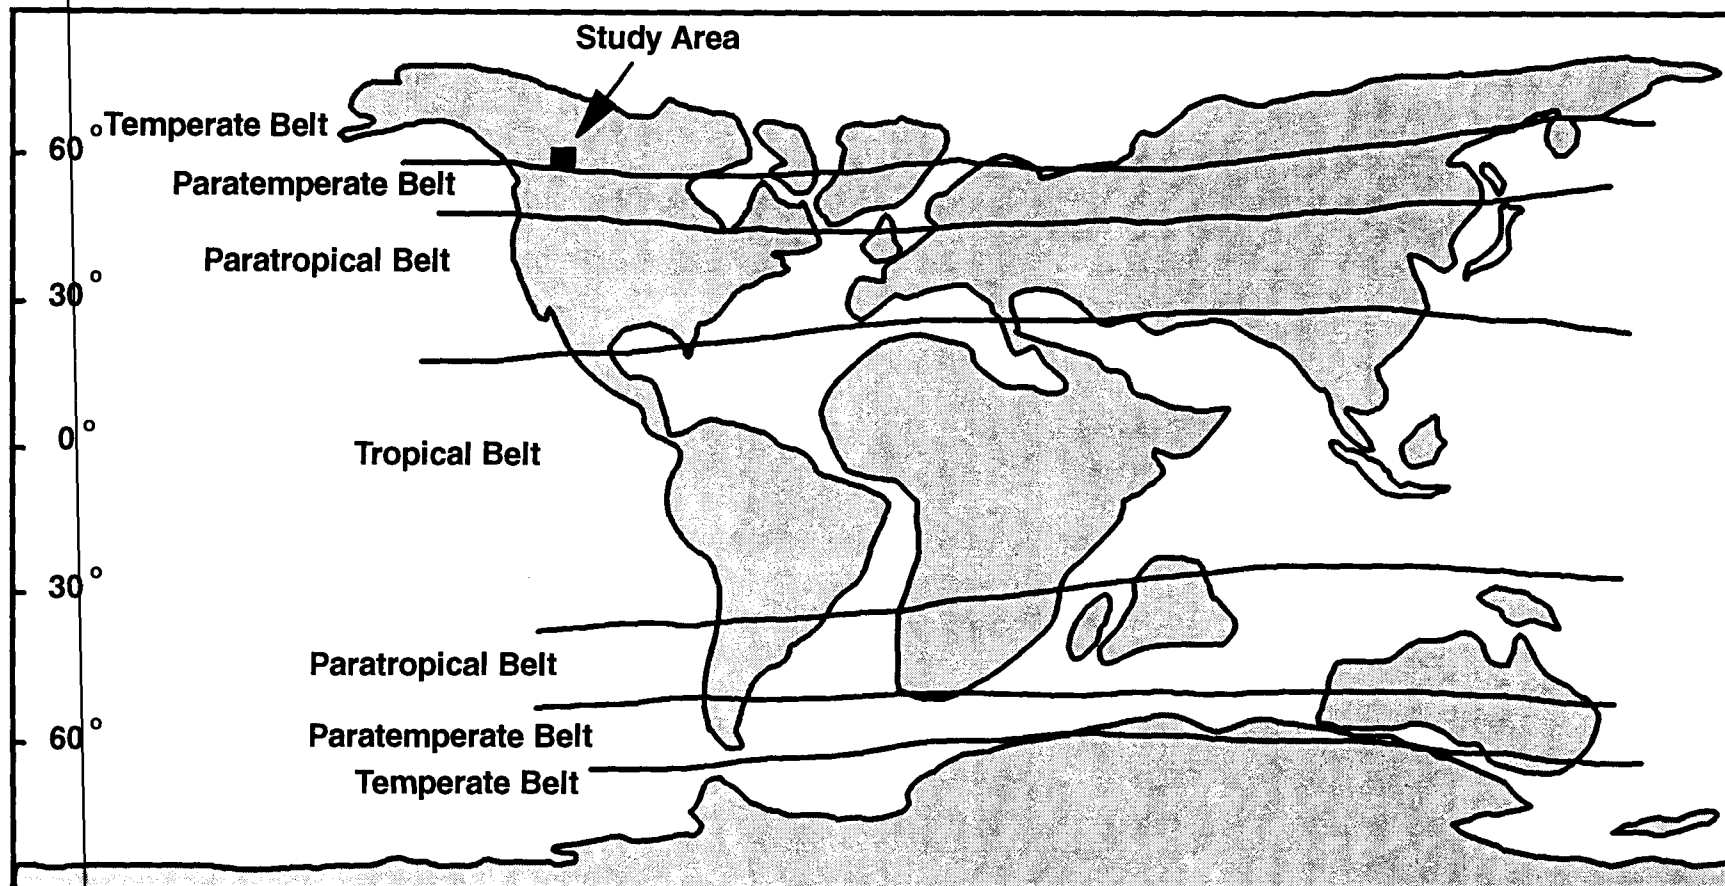 Study Area
Temperate Belt
60°
Paratemperate Belt
Paratropical Belt
30°
0°
Tropical Belt
30°
Paratropical Belt
60°
Paratemperate Belt
Temperate Belt